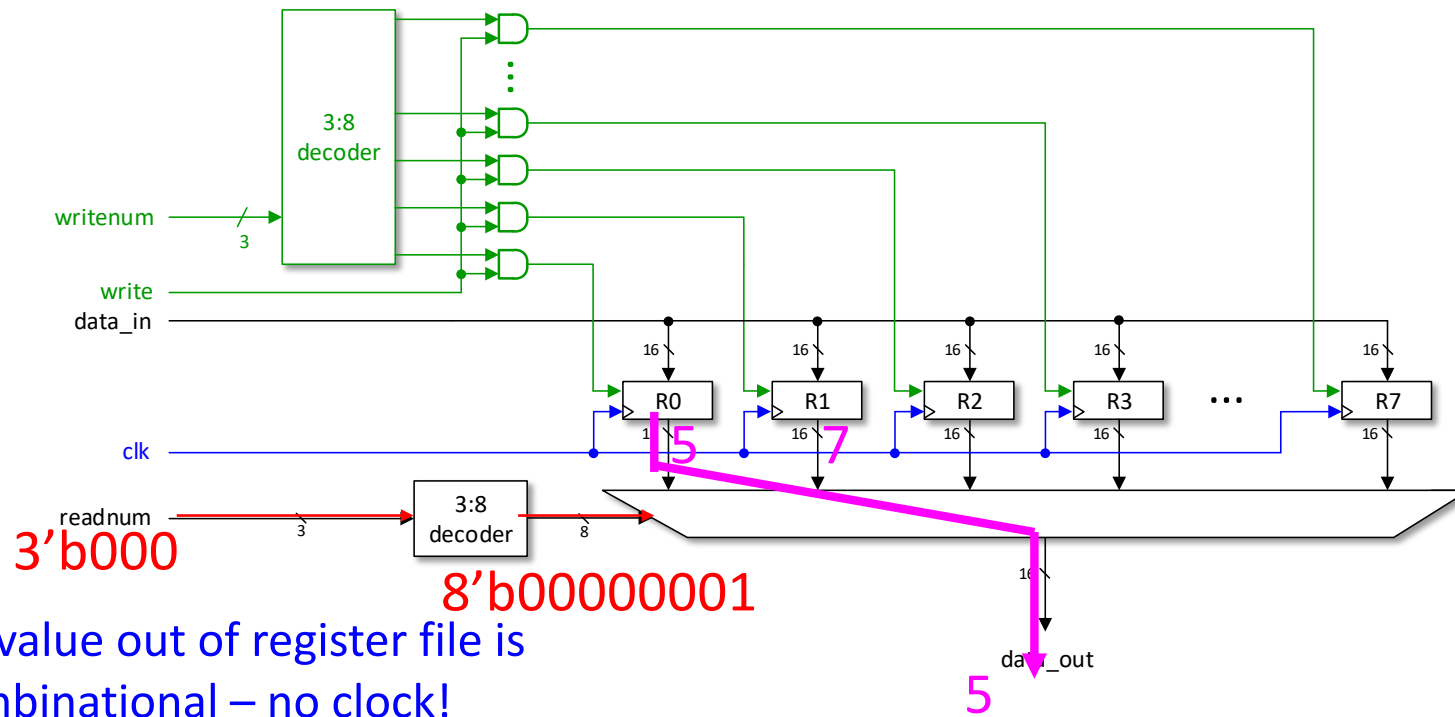 3:8
decoder
writenum
3
write
data_in
16
16
16
16
16
R0
R1
R2
R3
...
R7
5
16
7
16
16
16
clk
readnum
3
3:8
decoder
8
3'b000
8'b00000001
16
value out of register file is
data_out
mbinational – no clock!
5